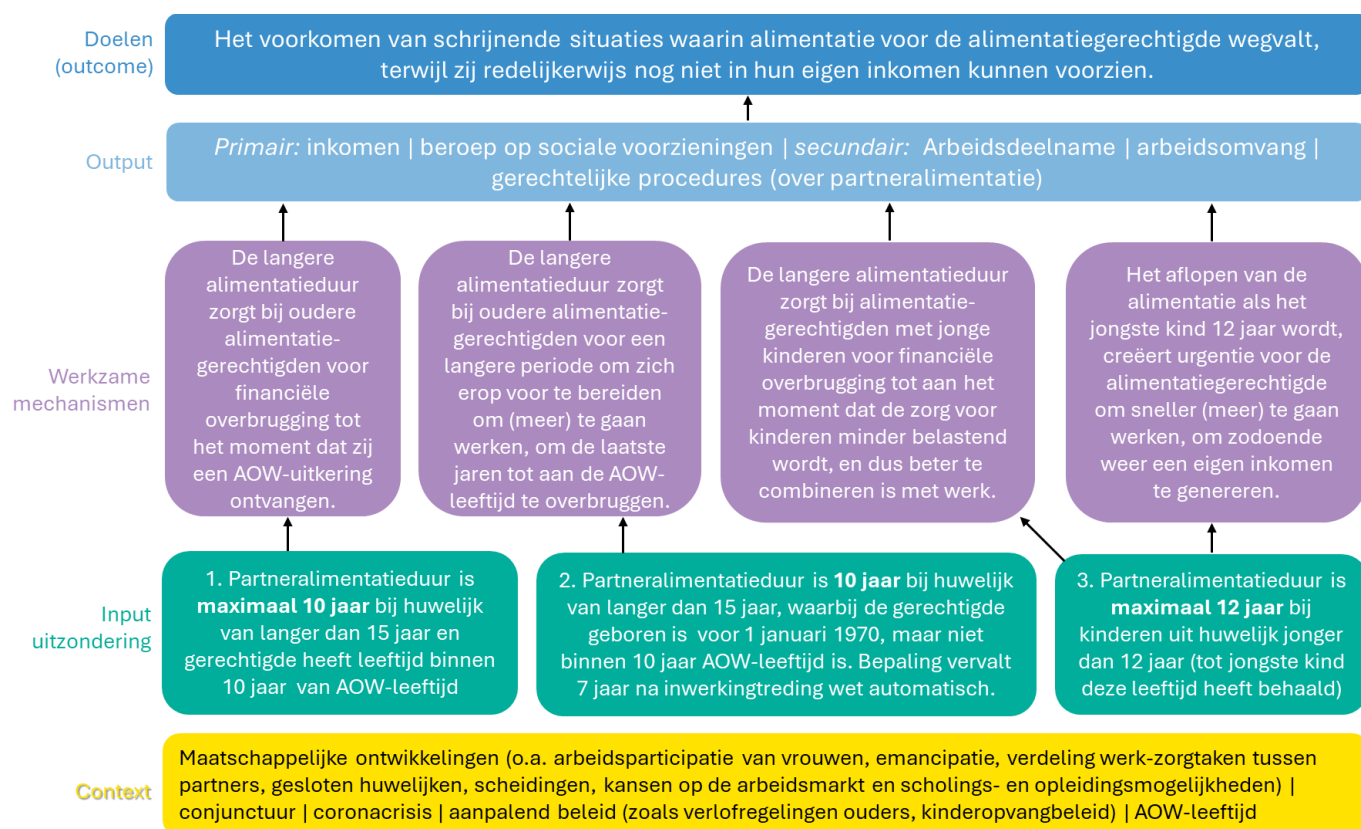 Doelen
(outcome)
Het voorkomen van schrijnende situaties waarin alimentatie voor de alimentatiegerechtigde wegvalt,
terwijl zij redelijkerwijs nog niet in hun eigen inkomen kunnen voorzien.
Output
Primair: inkomen | beroep op sociale voorzieningen | secundair: Arbeidsdeelname | arbeidsomvang |
gerechtelijke procedures (over partneralimentatie)
Werkzame
mechanismen
De langere
alimentatieduur
zorgt bij oudere
alimentatie-
gerechtigden voor
financiële
overbrugging tot
het moment dat zij
een AOW-uitkering
ontvangen.
De langere
alimentatieduur zorgt
bij oudere alimentatie-
gerechtigden voor een
langere periode om zich
erop voor te bereiden
om (meer) te gaan
werken, om de laatste
jaren tot aan de AOW-
leeftijd te overbruggen.
De langere alimentatieduur
zorgt bij alimentatie-
gerechtigden met jonge
kinderen voor financiële
overbrugging tot aan het
moment dat de zorg voor
kinderen minder belastend
wordt, en dus beter te
combineren is met werk.
Het aflopen van de
alimentatie als het
jongste kind 12 jaar wordt,
creëert urgentie voor de
alimentatiegerechtigde
om sneller (meer) te gaan
werken, om zodoende
weer een eigen inkomen
te genereren.
Input
uitzondering
1. Partneralimentatieduur is
maximaal 10 jaar bij huwelijk
van langer dan 15 jaar en
gerechtigde heeft leeftijd binnen
10 jaar van AOW-leeftijd
2. Partneralimentatieduur is 10 jaar bij huwelijk
van langer dan 15 jaar, waarbij de gerechtigde
geboren is voor 1 januari 1970, maar niet
binnen 10 jaar AOW-leeftijd is. Bepaling vervalt
7 jaar na inwerkingtreding wet automatisch.
3. Partneralimentatieduur is
maximaal 12 jaar bij
kinderen uit huwelijk jonger
dan 12 jaar (tot jongste kind
deze leeftijd heeft behaald)
Context
Maatschappelijke ontwikkelingen (o.a. arbeidsparticipatie van vrouwen, emancipatie, verdeling werk-zorgtaken tussen
partners, gesloten huwelijken, scheidingen, kansen op de arbeidsmarkt en scholings- en opleidingsmogelijkheden) |
conjunctuur | coronacrisis | aanpalend beleid (zoals verlofregelingen ouders, kinderopvangbeleid) | AOW-leeftijd